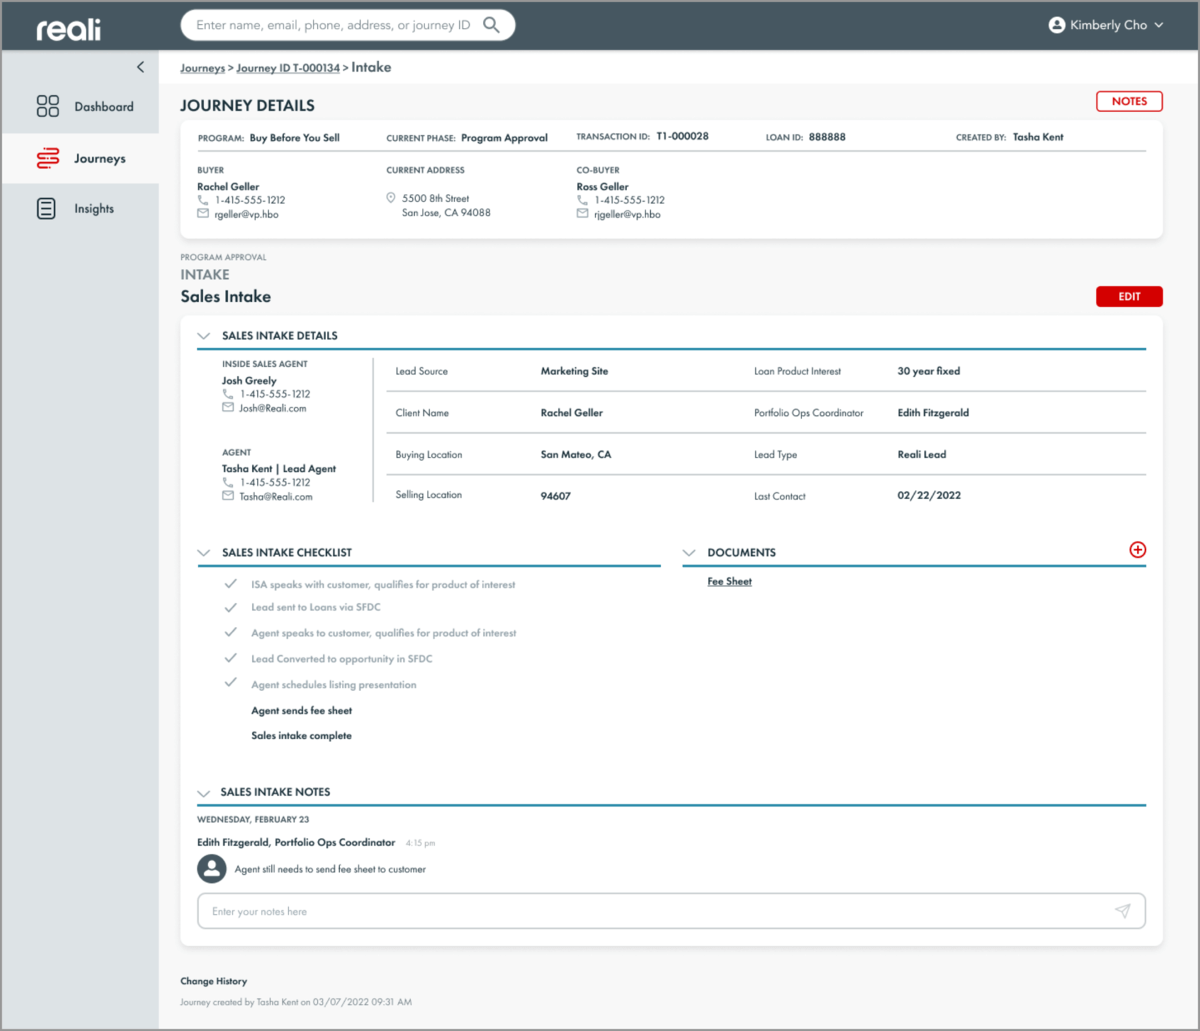 reali
Enter name, email, phone, address, or journey ID
Kimberly Cho
Dashboard
Journeys
Insights
Journeys > Journey ID T-000134 > Intake
JOURNEY DETAILS
NOTES
PROGRAM: Buy Before You Sell
CURRENT PHASE: Program Approval
TRANSACTION ID: T1-000028
LOAN ID: 888888
CREATED BY: Tasha Kent
BUYER
Rachel Geller
1-415-555-1212
rgeller@vp.hbo
CURRENT ADDRESS
5500 8th Street
San Jose, CA 94088
CO-BUYER
Ross Geller
1-415-555-1212
rjgeller@vp.hbo
PROGRAM APPROVAL
INTAKE
Sales Intake
EDIT
SALES INTAKE DETAILS
INSIDE SALES AGENT
Josh Greely
1-415-555-1212
Josh@Reali.com
AGENT
Tasha Kent | Lead Agent
1-415-555-1212
Tasha@Reali.com
Lead Source Marketing Site Loan Product Interest 30 year fixed
Client Name Rachel Geller Portfolio Ops Coordinator Edith Fitzgerald
Buying Location San Mateo, CA Lead Type Reali Lead
Selling Location 94607 Last Contact 02/22/2022
SALES INTAKE CHECKLIST
ISA speaks with customer, qualifies for product of interest
Lead sent to Loans via SFDC
Agent speaks to customer, qualifies for product of interest
Lead Converted to opportunity in SFDC
Agent schedules listing presentation
Agent sends fee sheet
Sales intake complete
DOCUMENTS
Fee Sheet
SALES INTAKE NOTES
WEDNESDAY, FEBRUARY 23
Edith Fitzgerald, Portfolio Ops Coordinator 4:15 pm
Agent still needs to send fee sheet to customer
Enter your notes here
Change History
Journey created by Tasha Kent on 03/07/2022 09:31 AM